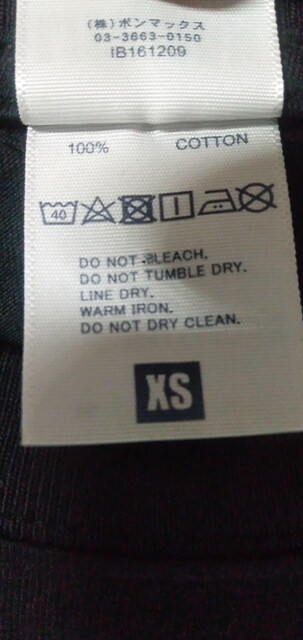 (株) ボンマックス
03-3663-0150
IB161209
100% COTTON
40
DO NOT BLEACH.
DO NOT TUMBLE DRY.
LINE DRY.
WARM IRON.
DO NOT DRY CLEAN.
XS